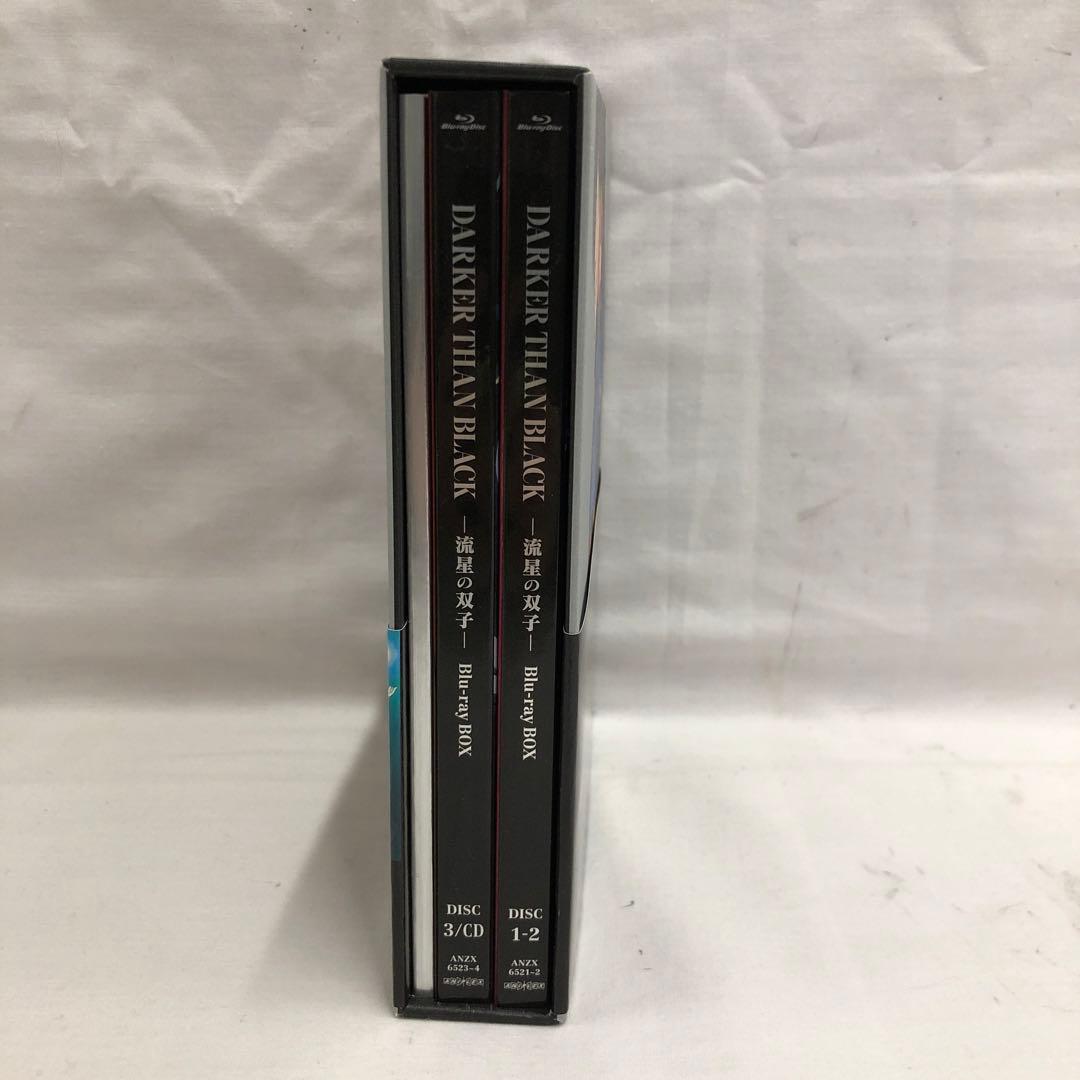 Blu-ray Disc
DARKER THAN BLACK ―流星の双子― Blu-ray BOX
DISC
3/CD
ANZX
6523~4
ANIPLEX
Blu-ray Disc
DARKER THAN BLACK ―流星の双子― Blu-ray BOX
DISC
1-2
ANZX
6521~2
ANIPLEX